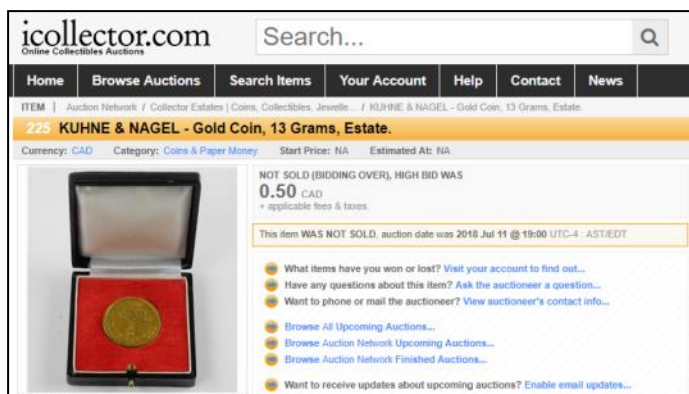 icollector.com
Online Collectibles Auctions
Search...
Home Browse Auctions Search Items Your Account Help Contact News
ITEM | Auction Network / Collector Estates | Coins, Collectibles, Jewelle... / KUHNE & NAGEL - Gold Coin, 13 Grams, Estate.
225 KUHNE & NAGEL - Gold Coin, 13 Grams, Estate.
Currency: CAD Category: Coins & Paper Money Start Price: NA Estimated At: NA
NOT SOLD (BIDDING OVER), HIGH BID WAS
0.50 CAD
+ applicable fees & taxes.
This item WAS NOT SOLD, auction date was 2018 Jul 11 @ 19:00 UTC-4 : AST/EDT
What items have you won or lost? Visit your account to find out...
Have any questions about this item? Ask the auctioneer a question...
Want to phone or mail the auctioneer? View auctioneer's contact info...
Browse All Upcoming Auctions...
Browse Auction Network Upcoming Auctions...
Browse Auction Network Finished Auctions...
Want to receive updates about upcoming auctions? Enable email updates...